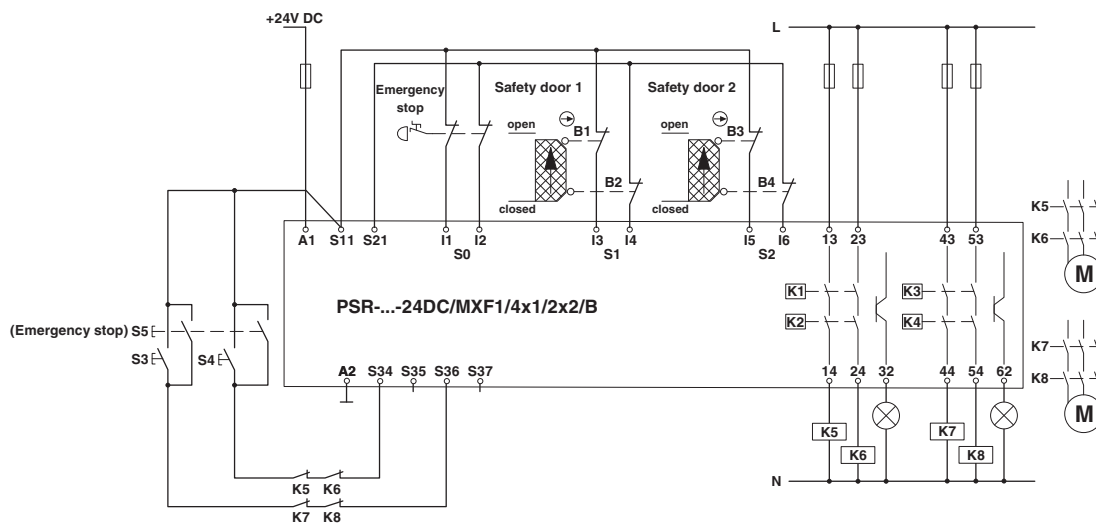 +24V DC
L
Emergency
stop
Safety door 1
Safety door 2
open
B1
open
B3
B2
B4
closed
closed
K5
K6
M
A1
S11
S21
I1
I2
I3
I4
I5
I6
13
23
43
53
S0
S1
S2
PSR-...-24DC/MXF1/4x1/2x2/B
K1
K3
K2
K4
(Emergency stop)
S5
S3
S4
K7
K8
M
A2
S34
S35
S36
S37
14
24
32
44
54
62
K5
K6
K7
K8
K5
K6
K7
K8
N